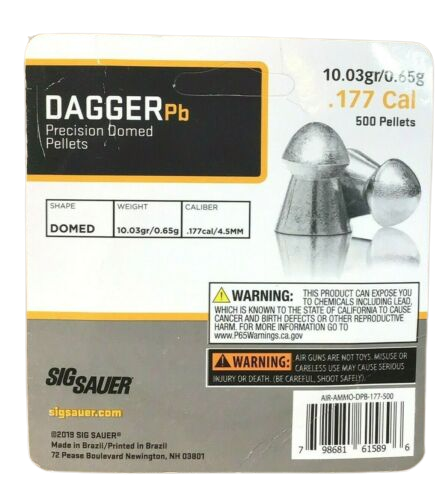 DAGGERPb
Precision Domed
Pellets
10.03gr/0.65g
.177 Cal
500 Pellets
SHAPE WEIGHT CALIBER
DOMED 10.03gr/0.65g .177cal/4.5MM
WARNING: THIS PRODUCT CAN EXPOSE YOU
TO CHEMICALS INCLUDING LEAD,
WHICH IS KNOWN TO THE STATE OF CALIFORNIA TO CAUSE
CANCER AND BIRTH DEFECTS OR OTHER REPRODUCTIVE
HARM. FOR MORE INFORMATION GO TO
www.P65Warnings.ca.gov
WARNING: AIR GUNS ARE NOT TOYS. MISUSE OR
CARELESS USE MAY CAUSE SERIOUS
INJURY OR DEATH. (BE CAREFUL, SHOOT SAFELY).
SIG SAUER
sigsauer.com
©2019 SIG SAUER®
Made in Brazil/Printed in Brazil
72 Pease Boulevard Newington, NH 03801
AIR-AMMO-DPB-177-500
7 98681 61589 6